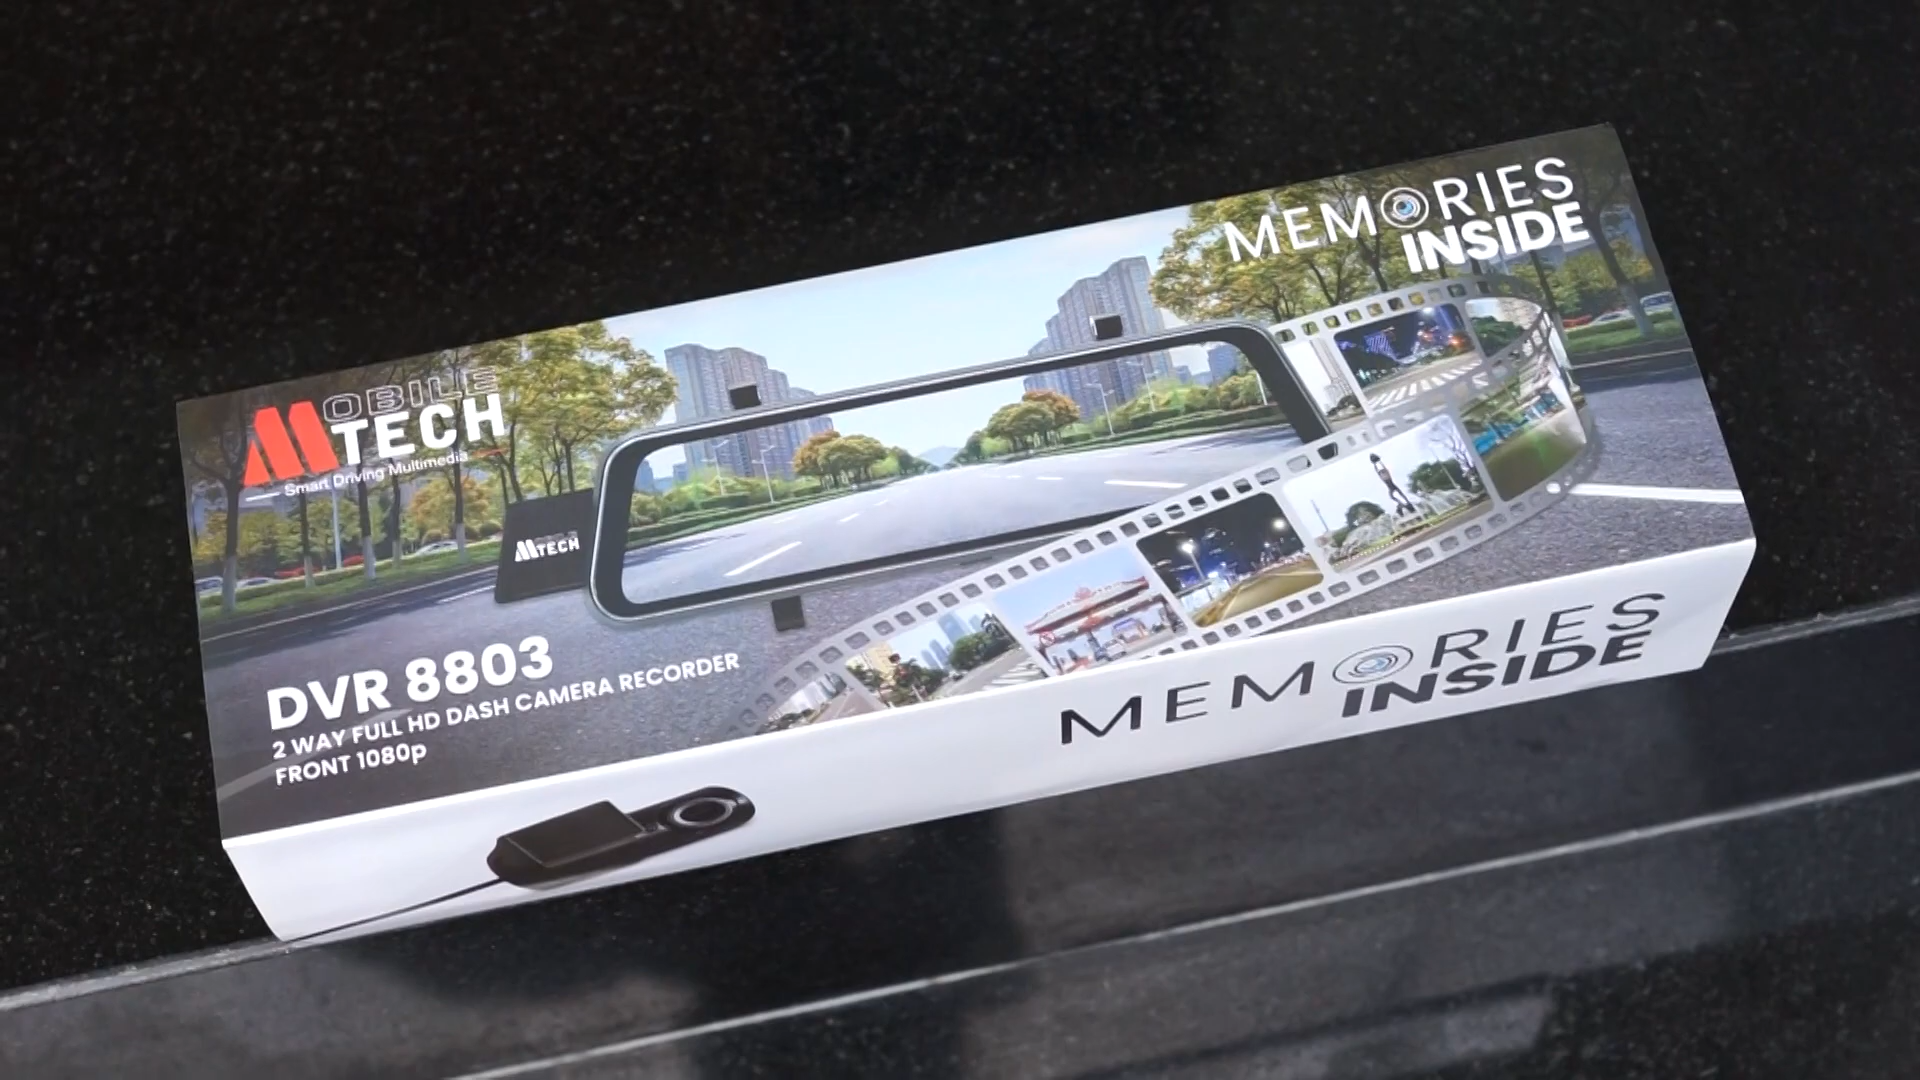 MEMORIES
INSIDE
MOBILE
TECH
Smart Driving Multimedia
MTECH
DVR 8803
2 WAY FULL HD DASH CAMERA RECORDER
FRONT 1080p
MEMORIES
INSIDE